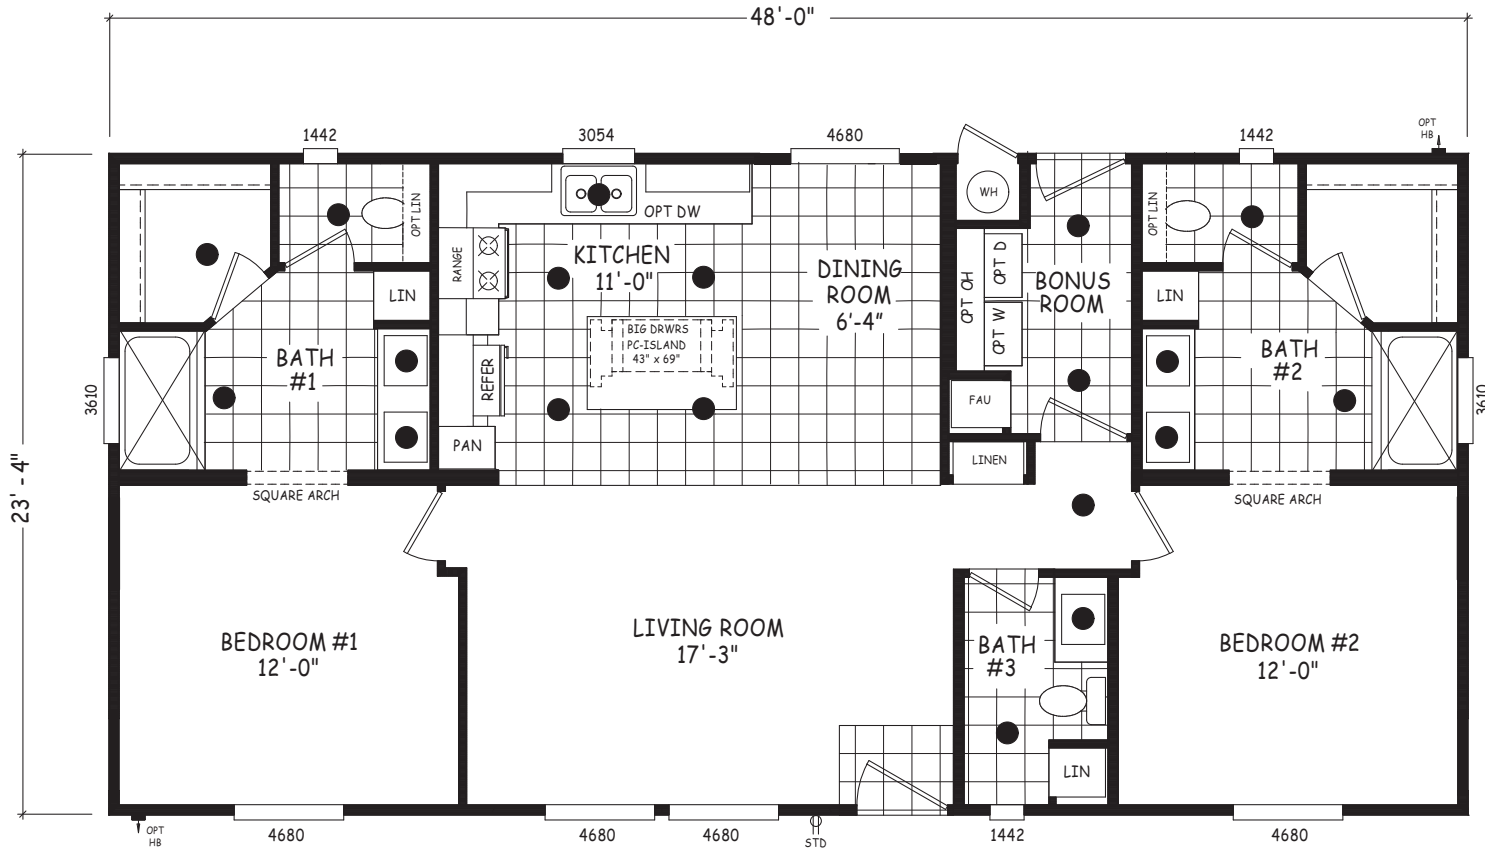 48'-0"
1442
3054
4680
1442
OPT
HB
OPT LIN
OPT DW
WH
OPT LIN
RANGE
KITCHEN
11'-0"
DINING
ROOM
6'-4"
OPT OH
OPT D
OPT W
BONUS
ROOM
LIN
LIN
BIG DRWRS
PC-ISLAND
43" x 69"
BATH
#1
BATH
#2
3610
REFER
FAU
3610
PAN
LINEN
23'-4"
SQUARE ARCH
SQUARE ARCH
BEDROOM #1
12'-0"
LIVING ROOM
17'-3"
BATH
#3
BEDROOM #2
12'-0"
LIN
OPT
HB
4680
4680
4680
STD
1442
4680